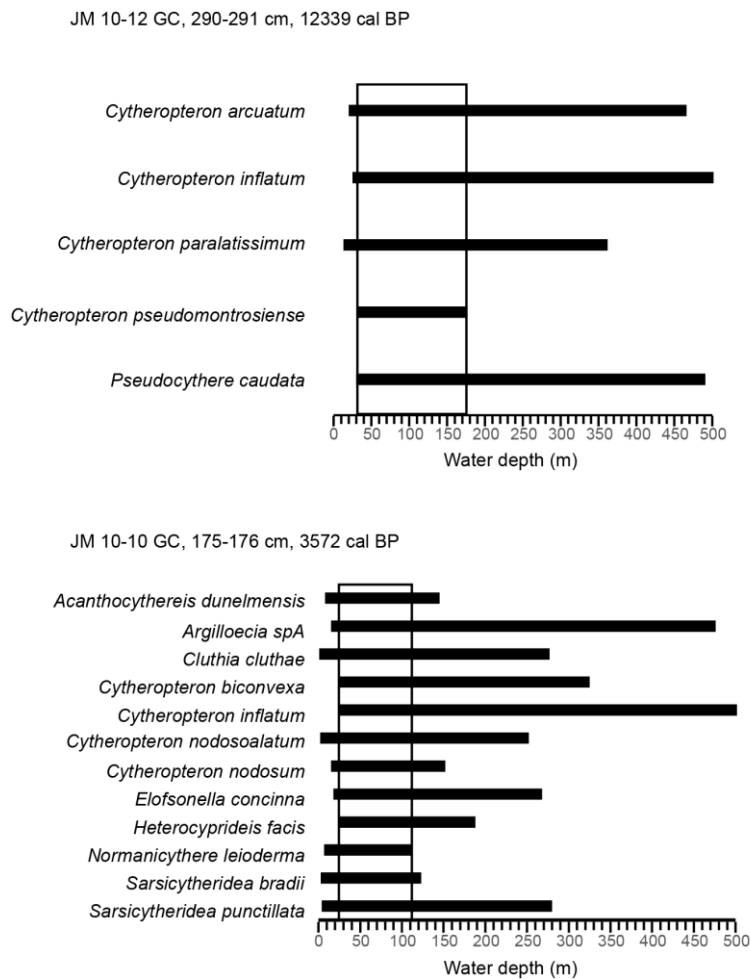 JM 10-12 GC, 290-291 cm, 12339 cal BP
Cytheropteron arcuatum
Cytheropteron inflatum
Cytheropteron paralatissimum
Cytheropteron pseudomontrosiense
Pseudocythere caudata
0 50 100 150 200 250 300 350 400 450 500
Water depth (m)
JM 10-10 GC, 175-176 cm, 3572 cal BP
Acanthocythereis dunelmensis
Argilloecia spA
Cluthia cluthae
Cytheropteron biconvexa
Cytheropteron inflatum
Cytheropteron nodosoalatum
Cytheropteron nodosum
Elofsonella concinna
Heterocyprideis facis
Normanicythere leioderma
Sarsicytheridea bradii
Sarsicytheridea punctillata
0 50 100 150 200 250 300 350 400 450 500
Water depth (m)